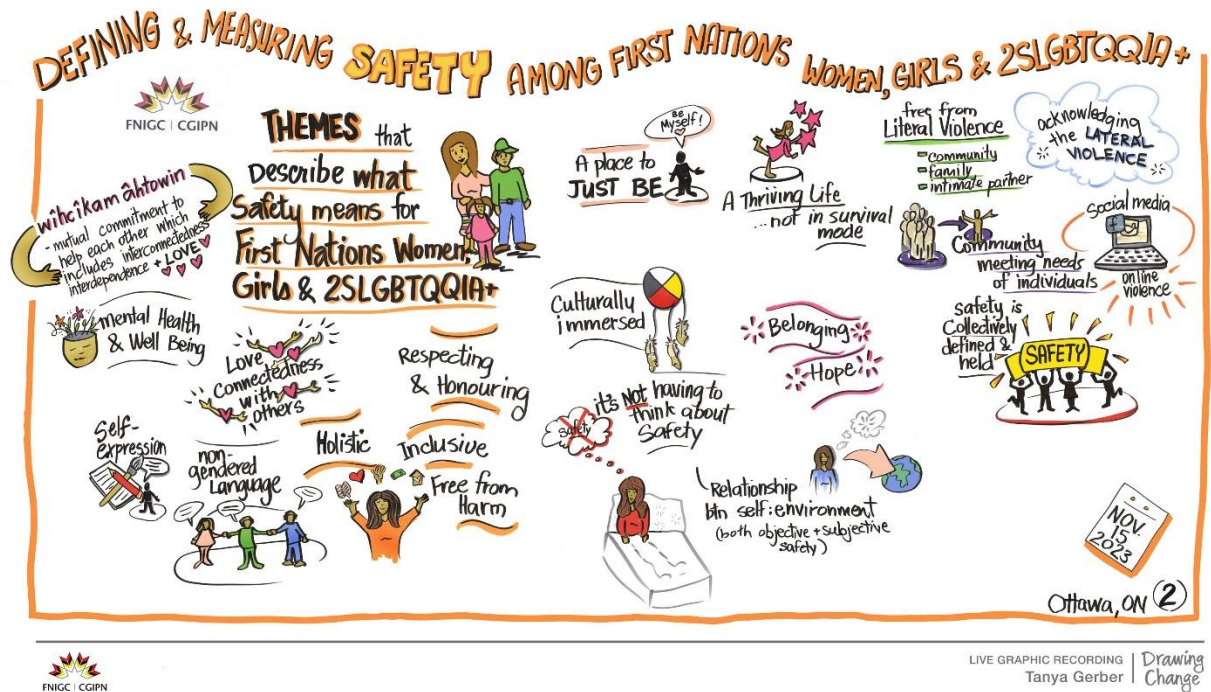 DEFINING & MEASURING SAFETY AMONG FIRST NATIONS WOMEN, GIRLS & 2SLGBTQQIA+
FNIGC | CGIPN
THEMES that
Describe what
Safety means for
First Nations Women,
Girls & 2SLGBTQQIA+
wîhcîkamâhtowin
- mutual commitment to
help each other which
includes interconnectedness
interdependence + LOVE
mental Health
& Well Being
Love
Connectedness
with
others
Respecting
& Honouring
Self-
expression
non-
gendered
Language
Holistic
Inclusive
Free from
Harm
A place to
JUST BE
Be
Myself!
A Thriving Life
...not in survival
mode
Culturally
immersed
Belonging
Hope
it's NOT having to
think about
Safety
Safety
Relationship
btn self:environment
(both objective + subjective
safety)
free from
Literal Violence
- community
- family
- intimate partner
acknowledging
the LATERAL
VIOLENCE
Community
meeting needs
of individuals
Social media
online
violence
safety is
Collectively
defined &
held
SAFETY
NOV.
15
2023
Ottawa, ON 2
FNIGC | CGIPN
LIVE GRAPHIC RECORDING
Tanya Gerber
Drawing
Change